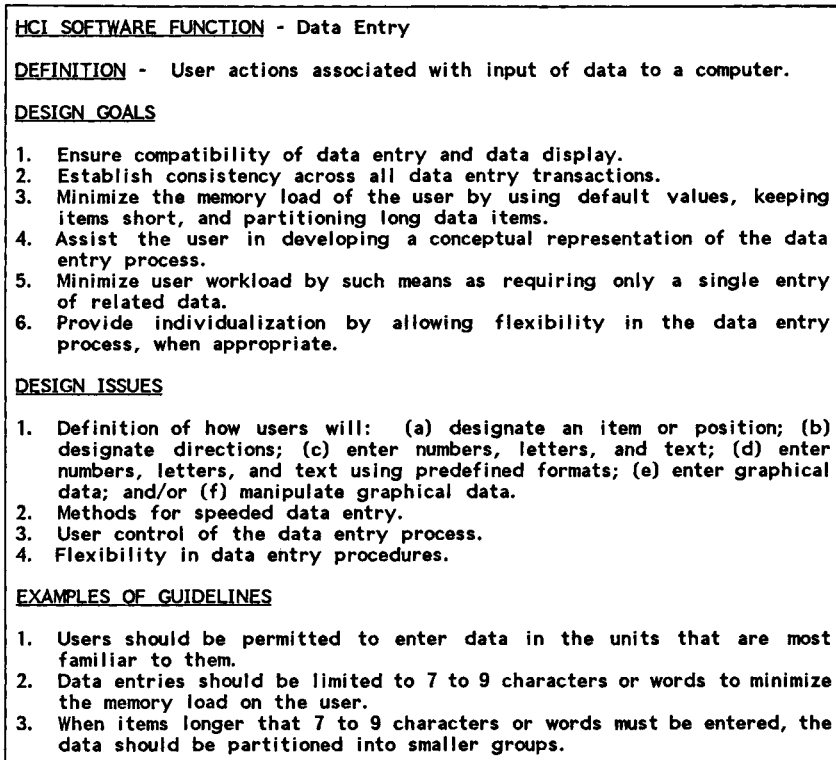 HCI SOFTWARE FUNCTION - Data Entry
DEFINITION - User actions associated with input of data to a computer.
DESIGN GOALS
1. Ensure compatibility of data entry and data display.
2. Establish consistency across all data entry transactions.
3. Minimize the memory load of the user by using default values, keeping
items short, and partitioning long data items.
4. Assist the user in developing a conceptual representation of the data
entry process.
5. Minimize user workload by such means as requiring only a single entry
of related data.
6. Provide individualization by allowing flexibility in the data entry
process, when appropriate.
DESIGN ISSUES
1. Definition of how users will: (a) designate an item or position; (b)
designate directions; (c) enter numbers, letters, and text; (d) enter
numbers, letters, and text using predefined formats; (e) enter graphical
data; and/or (f) manipulate graphical data.
2. Methods for speeded data entry.
3. User control of the data entry process.
4. Flexibility in data entry procedures.
EXAMPLES OF GUIDELINES
1. Users should be permitted to enter data in the units that are most
familiar to them.
2. Data entries should be limited to 7 to 9 characters or words to minimize
the memory load on the user.
3. When items longer that 7 to 9 characters or words must be entered, the
data should be partitioned into smaller groups.